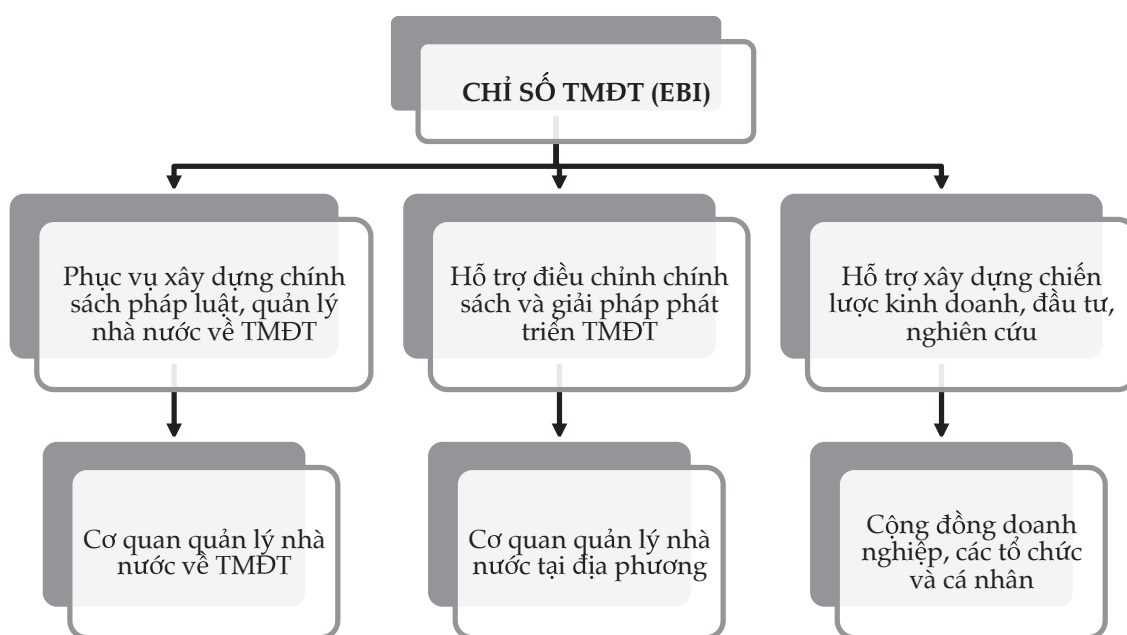 CHỈ SỐ TMĐT (EBI)
Phục vụ xây dựng chính
sách pháp luật, quản lý
nhà nước về TMĐT
Hỗ trợ điều chỉnh chính
sách và giải pháp phát
triển TMĐT
Hỗ trợ xây dựng chiến
lược kinh doanh, đầu tư,
nghiên cứu
Cơ quan quản lý nhà
nước về TMĐT
Cơ quan quản lý nhà
nước tại địa phương
Cộng đồng doanh
nghiệp, các tổ chức
và cá nhân